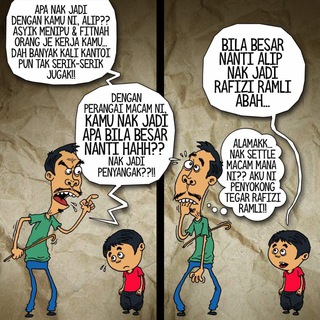 APA NAK JADI
DENGAN KAMU NI, ALIP??
ASYIK MENIPU & FITNAH
ORANG JE KERJA KAMU...
DAH BANYAK KALI KANTOI
PUN TAK SERIK-SERIK
JUGAK!!
DENGAN
PERANGAI MACAM NI,
KAMU NAK JADI
APA BILA BESAR
NANTI HAHH??
NAK JADI
PENYANGAK??!!
BILA BESAR
NANTI ALIP
NAK JADI
RAFIZI RAMLI
ABAH...
ALAMAKK...
NAK SETTLE
MACAM MANA
NI?? AKU NI
PENYOKONG
TEGAR RAFIZI
RAMLI!!